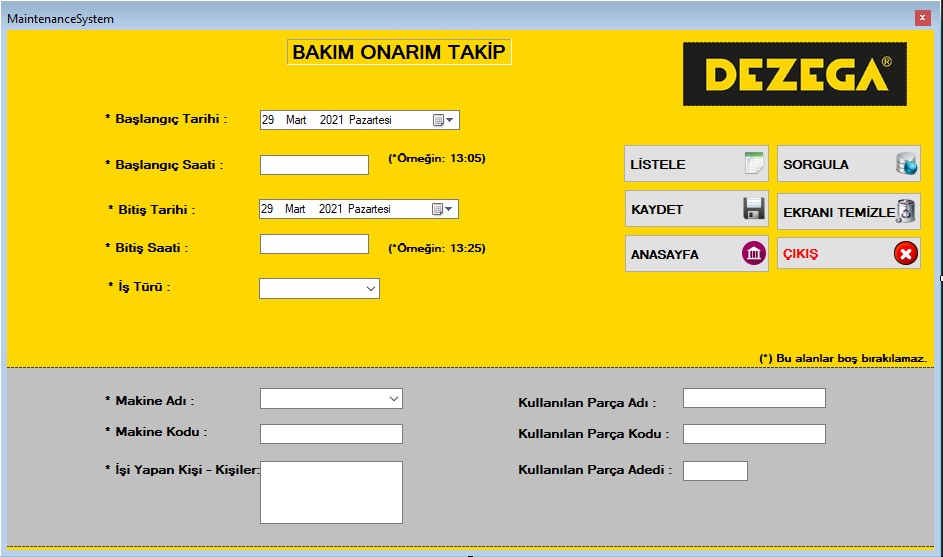 MaintenanceSystem
BAKIM ONARIM TAKİP
DEZEGA®
* Başlangıç Tarihi :
29 Mart 2021 Pazartesi
* Başlangıç Saati :
(*Örneğin: 13:05)
* Bitiş Tarihi :
29 Mart 2021 Pazartesi
* Bitiş Saati :
(*Örneğin: 13:25)
* İş Türü :
LİSTELE
SORGULA
KAYDET
EKRANI TEMİZLE
ANASAYFA
ÇIKIŞ
(*) Bu alanlar boş bırakılamaz.
* Makine Adı :
* Makine Kodu :
* İşi Yapan Kişi - Kişiler:
Kullanılan Parça Adı :
Kullanılan Parça Kodu :
Kullanılan Parça Adedi :